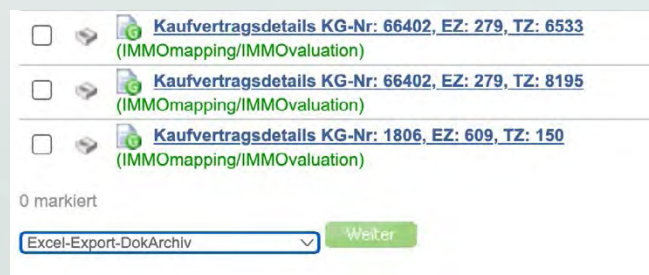 Kaufvertragsdetails KG-Nr: 66402, EZ: 279, TZ: 6533
(IMMOmapping/IMMOvaluation)
Kaufvertragsdetails KG-Nr: 66402, EZ: 279, TZ: 8195
(IMMOmapping/IMMOvaluation)
Kaufvertragsdetails KG-Nr: 1806, EZ: 609, TZ: 150
(IMMOmapping/IMMOvaluation)
0 markiert
Excel-Export-DokArchiv Weiter